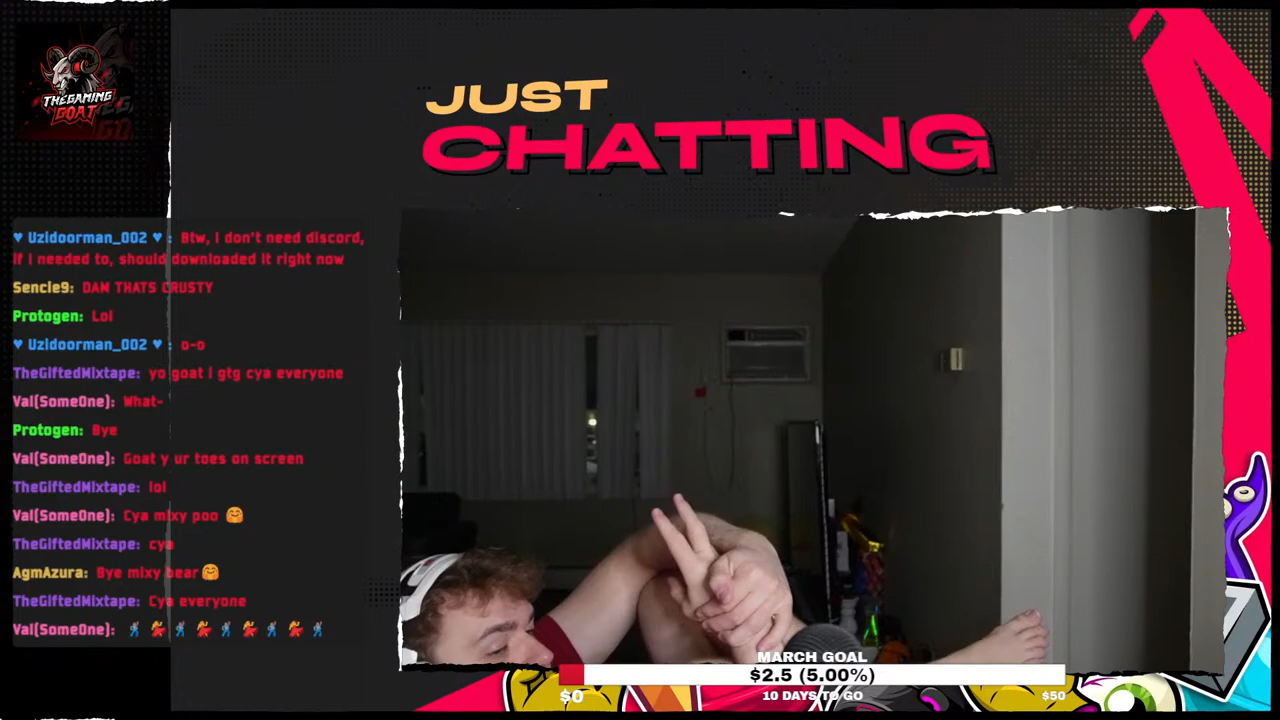 THEGAMING
GOAT
JUST
CHATTING
♥ Uzidoorman_002 ♥ : Btw, I don't need discord,
if I needed to, should downloaded it right now
Sencie9: DAM THATS CRUSTY
Protogen: Lol
♥ Uzidoorman_002 ♥ : o-o
TheGiftedMixtape: yo goat I gtg cya everyone
Val(SomeOne): What-
Protogen: Bye
Val(SomeOne): Goat y ur toes on screen
TheGiftedMixtape: lol
Val(SomeOne): Cya mixy poo 🤗
TheGiftedMixtape: cya
AgmAzura: Bye mixy bear🤗
TheGiftedMixtape: Cya everyone
Val(SomeOne): 🕺 💃 🕺 💃 🕺 💃 🕺 💃 🕺
MARCH GOAL
$2.5 (5.00%)
$0 10 DAYS TO GO $50